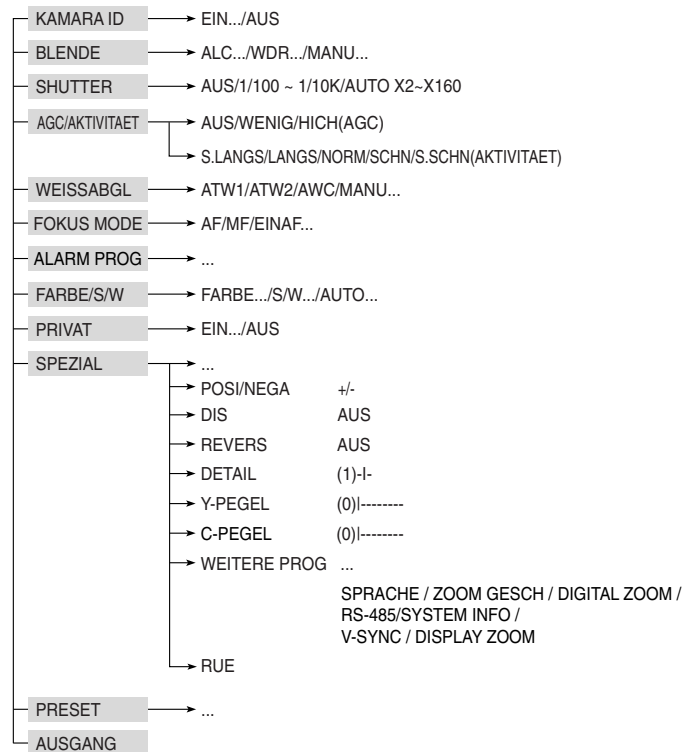 KAMARA ID EIN.../AUS
BLENDE ALC.../WDR.../MANU...
SHUTTER AUS/1/100 ~ 1/10K/AUTO X2~X160
AGC/AKTIVITAET AUS/WENIG/HICH(AGC)
S.LANGS/LANGS/NORM/SCHN/S.SCHN(AKTIVITAET)
WEISSABGL ATW1/ATW2/AWC/MANU...
FOKUS MODE AF/MF/EINAF...
ALARM PROG ...
FARBE/S/W FARBE.../S/W.../AUTO...
PRIVAT EIN.../AUS
SPEZIAL ...
POSI/NEGA +/-
DIS AUS
REVERS AUS
DETAIL (1)-I-
Y-PEGEL (0)I--------
C-PEGEL (0)I--------
WEITERE PROG ...
SPRACHE / ZOOM GESCH / DIGITAL ZOOM /
RS-485/SYSTEM INFO /
V-SYNC / DISPLAY ZOOM
RUE
PRESET ...
AUSGANG